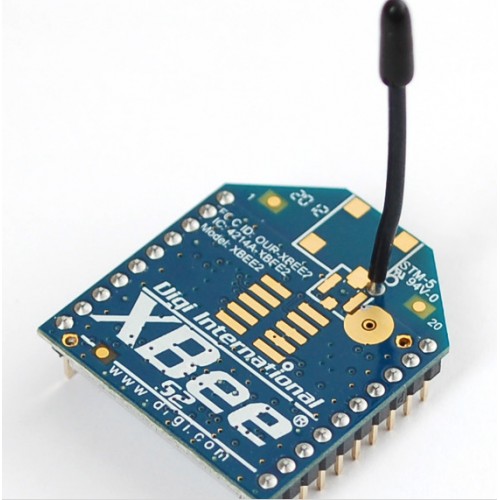 1
2012
FCC ID: OUR-XBEE2
IC: 4214A-XBEE2
Model: XBEE2
STM-5
94V-0
20
Digi International
XBee®
S2
www.digi.com